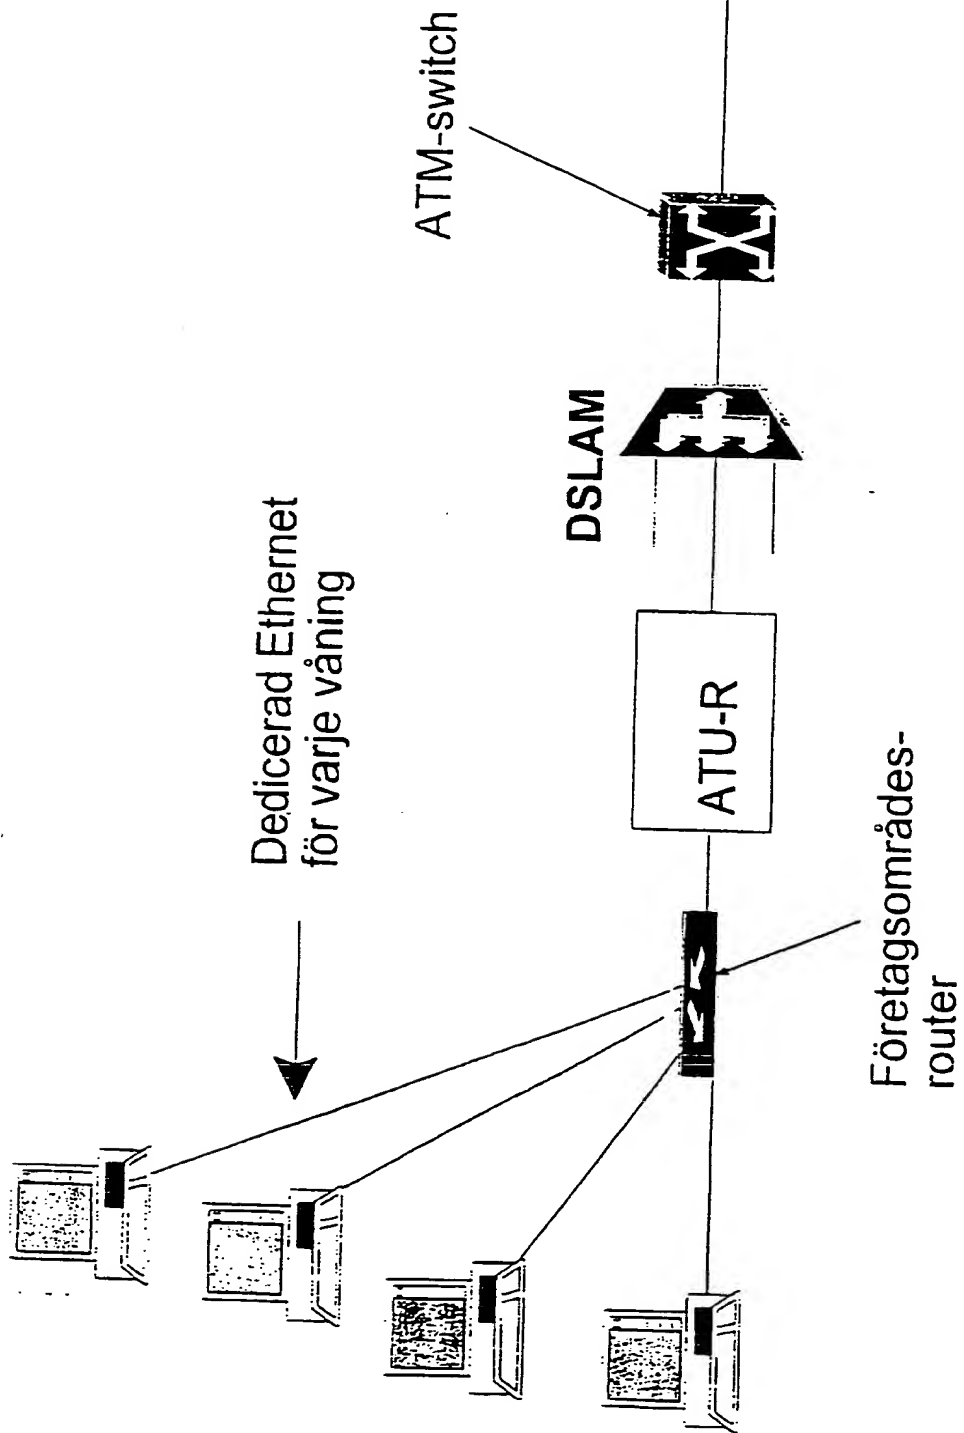 ATM-switch
DSLAM
Dedicerad Ethernet
för varje våning
ATU-R
Företagsområdes-
router